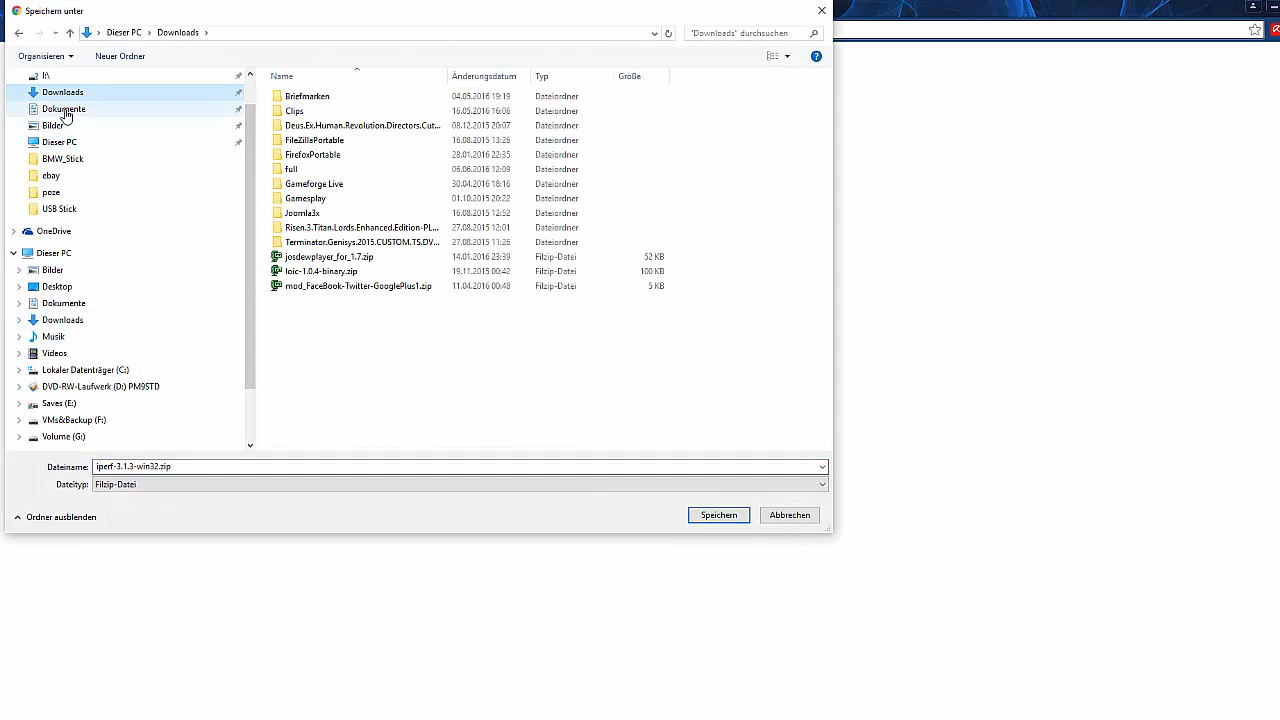 Speichern unter
Dieser PC Downloads
"Downloads" durchsuchen
Organisieren Neuer Ordner
I:\
Downloads
Dokumente
Bilder
Dieser PC
BMW_Stick
ebay
poze
USB Stick
OneDrive
Dieser PC
Bilder
Desktop
Dokumente
Downloads
Musik
Videos
Lokaler Datenträger (C:)
DVD-RW-Laufwerk (D:) PM9STD
Saves (E:)
VMs&Backup (F:)
Volume (G:)
Name Änderungsdatum Typ Größe
Briefmarken 04.05.2016 19:19 Dateiordner
Clips 16.05.2016 16:06 Dateiordner
Deus.Ex.Human.Revolution.Directors.Cut... 08.12.2015 20:07 Dateiordner
FileZillaPortable 16.08.2015 13:26 Dateiordner
FirefoxPortable 28.01.2016 22:35 Dateiordner
full 06.06.2016 12:09 Dateiordner
Gameforge Live 30.04.2016 18:16 Dateiordner
Gamesplay 01.10.2015 20:22 Dateiordner
Joomla3x 16.08.2015 12:52 Dateiordner
Risen.3.Titan.Lords.Enhanced.Edition-PL... 27.08.2015 12:01 Dateiordner
Terminator.Genisys.2015.CUSTOM.TS.DV... 27.08.2015 11:26 Dateiordner
josdewplayer_for_1.7.zip 14.01.2016 23:39 Filzip-Datei 52 KB
loic-1.0.4-binary.zip 19.11.2015 00:42 Filzip-Datei 100 KB
mod_FaceBook-Twitter-GooglePlus1.zip 11.04.2016 00:48 Filzip-Datei 5 KB
Dateiname: iperf-3.1.3-win32.zip
Dateityp: Filzip-Datei
Ordner ausblenden
Speichern Abbrechen